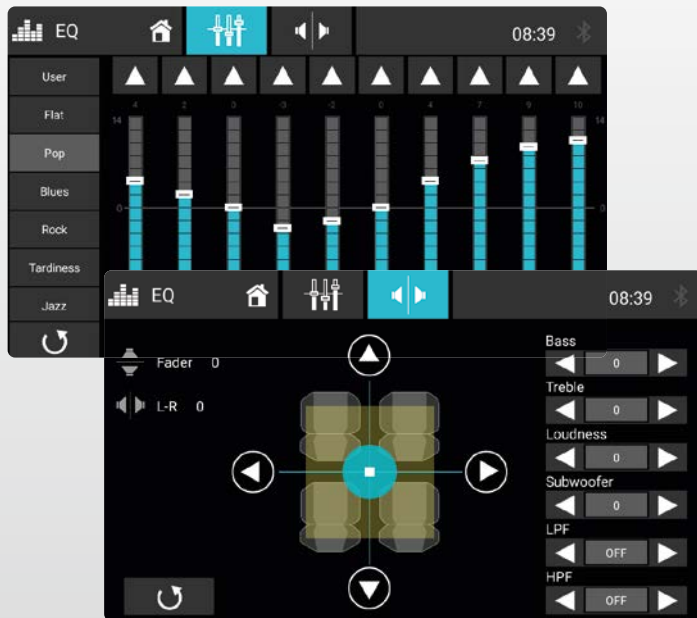 EQ
08:39
User
Flat
Pop
Blues
Rock
Tardiness
Jazz
4 2 0 -3 -2 0 4 7 9 10
14 14
0 0
EQ
08:39
Fader 0
L-R 0
Bass
0
Treble
0
Loudness
0
Subwoofer
0
LPF
OFF
HPF
OFF